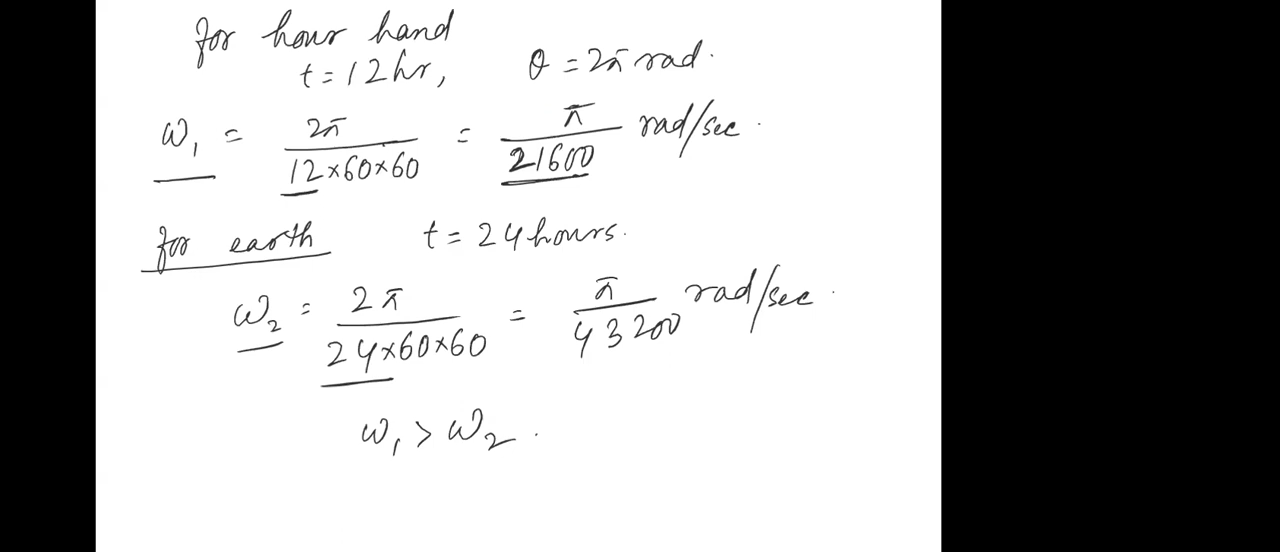 for hour hand
t = 12 hr, θ = 2π rad.
ω₁ = 2π / 12×60×60 = π / 21600 rad/sec.
for earth t = 24 hours.
ω₂ = 2π / 24×60×60 = π / 43200 rad/sec.
ω₁ > ω₂.